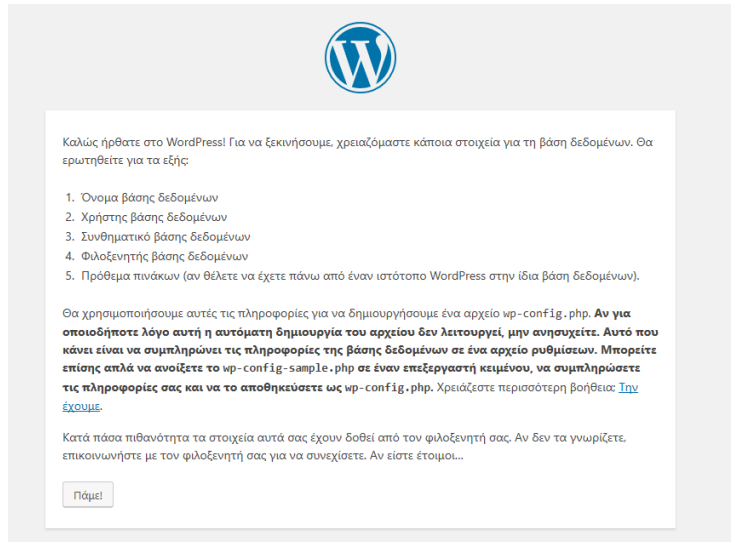 Καλώς ήρθατε στο WordPress! Για να ξεκινήσουμε, χρειαζόμαστε κάποια στοιχεία για τη βάση δεδομένων. Θα
ερωτηθείτε για τα εξής:
1. Όνομα βάσης δεδομένων
2. Χρήστης βάσης δεδομένων
3. Συνθηματικό βάσης δεδομένων
4. Φιλοξενητής βάσης δεδομένων
5. Πρόθεμα πινάκων (αν θέλετε να έχετε πάνω από έναν ιστότοπο WordPress στην ίδια βάση δεδομένων).
Θα χρησιμοποιήσουμε αυτές τις πληροφορίες για να δημιουργήσουμε ένα αρχείο wp-config.php. Αν για
οποιοδήποτε λόγο αυτή η αυτόματη δημιουργία του αρχείου δεν λειτουργεί, μην ανησυχείτε. Αυτό που
κάνει είναι να συμπληρώνει τις πληροφορίες της βάσης δεδομένων σε ένα αρχείο ρυθμίσεων. Μπορείτε
επίσης απλά να ανοίξετε το wp-config-sample.php σε έναν επεξεργαστή κειμένου, να συμπληρώσετε
τις πληροφορίες σας και να το αποθηκεύσετε ως wp-config.php. Χρειάζεστε περισσότερη βοήθεια; Την
έχουμε.
Κατά πάσα πιθανότητα τα στοιχεία αυτά σας έχουν δοθεί από τον φιλοξενητή σας. Αν δεν τα γνωρίζετε,
επικοινωνήστε με τον φιλοξενητή σας για να συνεχίσετε. Αν είστε έτοιμοι…
Πάμε!